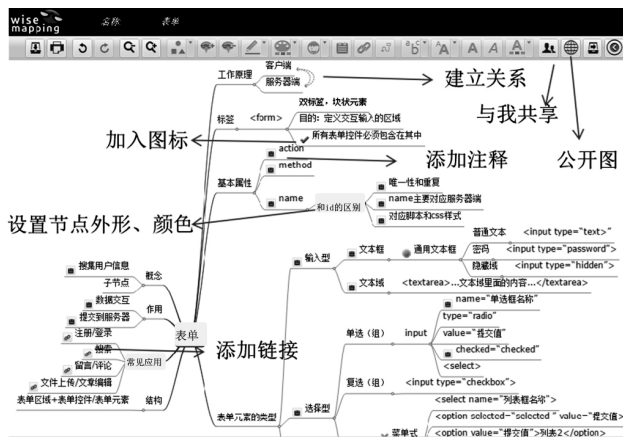 wise
mapping
名称
表单
建立关系
与我共享
公开图
加入图标
添加注释
设置节点外形、颜色
添加链接
工作原理
客户端
服务器端
标签
<form>
双标签，块状元素
目的：定义交互输入的区域
所有表单控件必须包含在其中
基本属性
action
method
name
和id的区别
唯一性和重复
name主要对应服务器端
对应脚本和css样式
搜集用户信息
子节点
概念
数据交互
提交到服务器
作用
注册/登录
搜索
留言/评论
文件上传/文章编辑
常见应用
表单区域+表单控件/表单元素
结构
表单
表单元素的类型
输入型
文本框
通用文本框
普通文本
<input type="text>"
密码
<input type="password">
隐藏域
<input type="hidden">
文本域
<textarea>...文本域里面的内容...</textarea>
选择型
单选（组）
input
name="单选框名称"
type="radio"
value="提交值"
checked="checked"
<select>
复选（组）
<input type="checkbox">
菜单式
<select name="列表框名称">
<option selected="selected" value="提交值">
<option value="提交值">列表2</option>